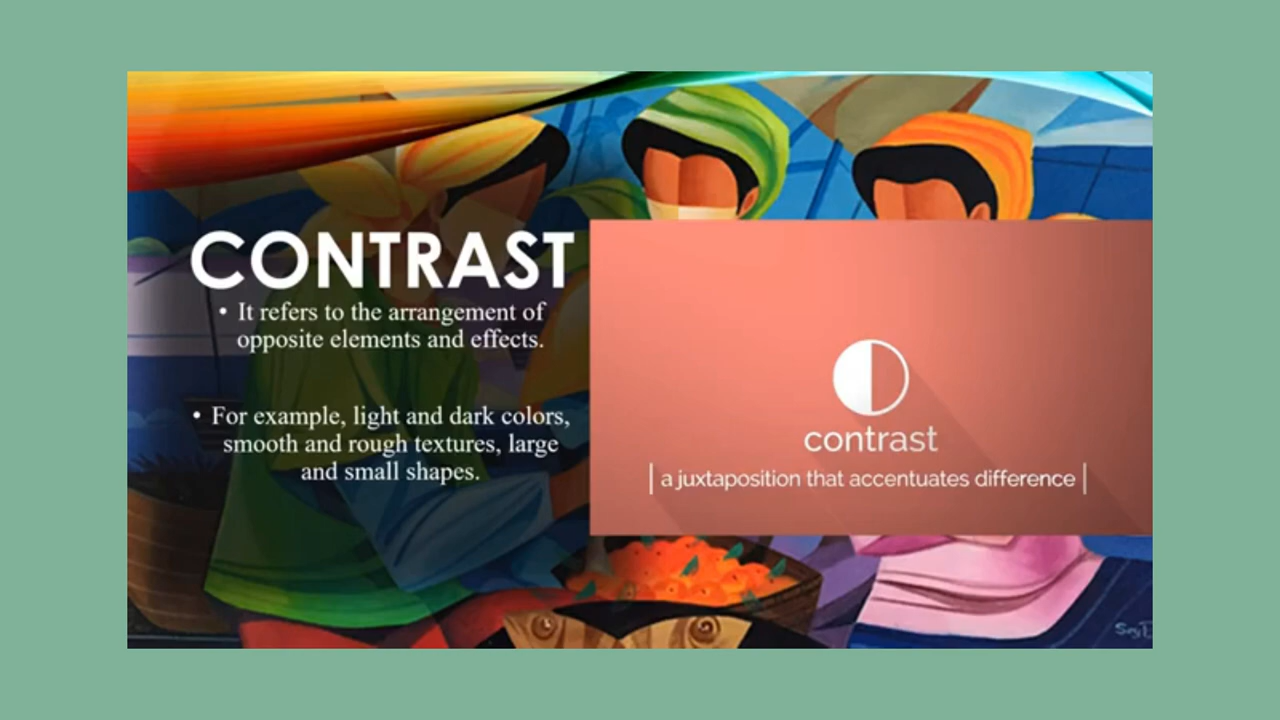 CONTRAST
• It refers to the arrangement of
opposite elements and effects.
• For example, light and dark colors,
smooth and rough textures, large
and small shapes.
contrast
| a juxtaposition that accentuates difference |